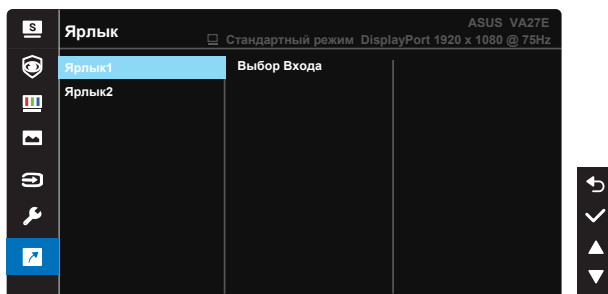 S
Ярлык
ASUS VA27E
Стандартный режим DisplayPort 1920 x 1080 @ 75Hz
Ярлык1
Выбор Входа
Ярлык2